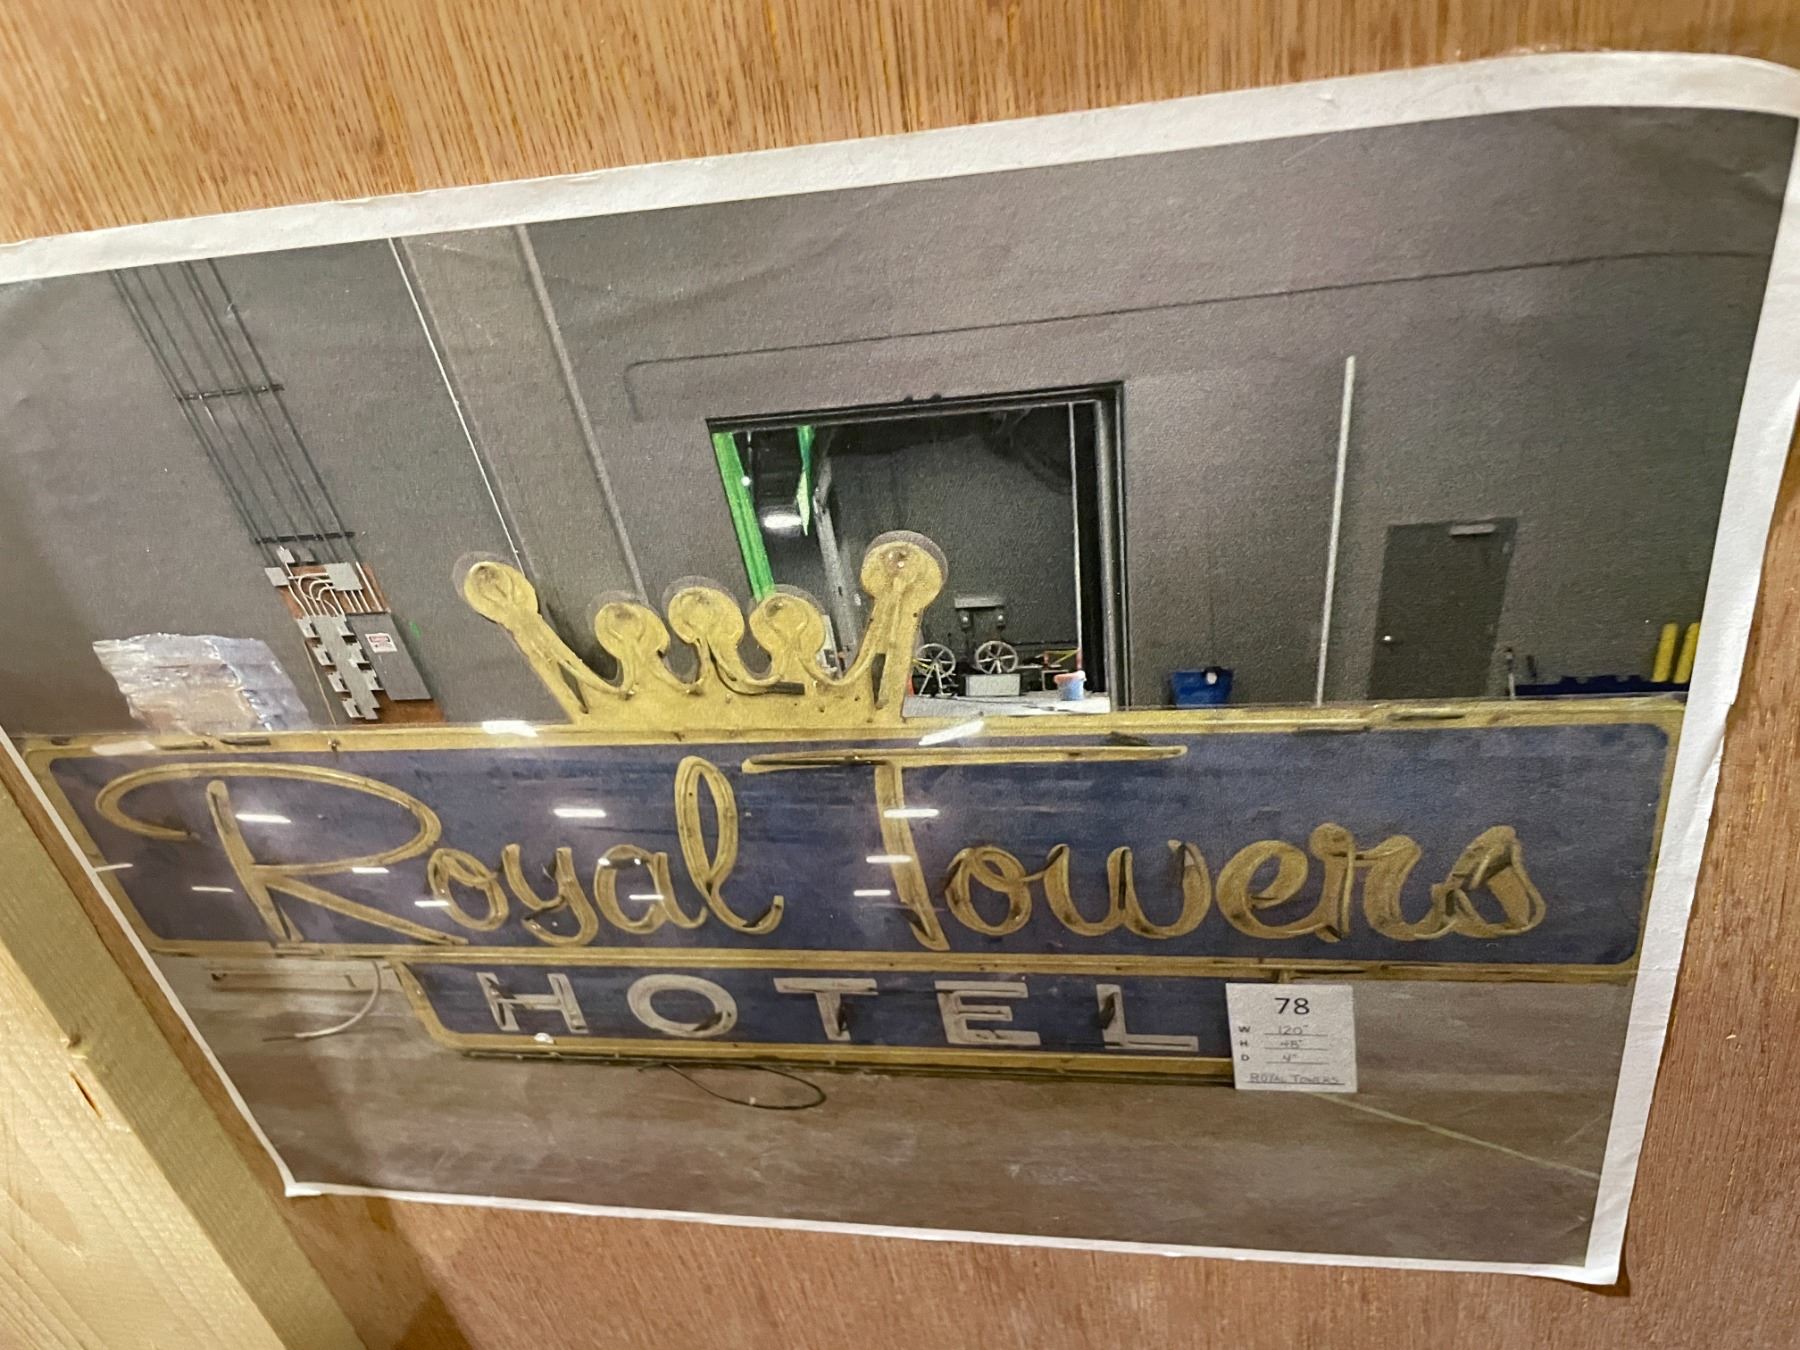 Royal Towers
HOTEL
78
W 120"
H 48"
D 4"
ROYAL TOWERS